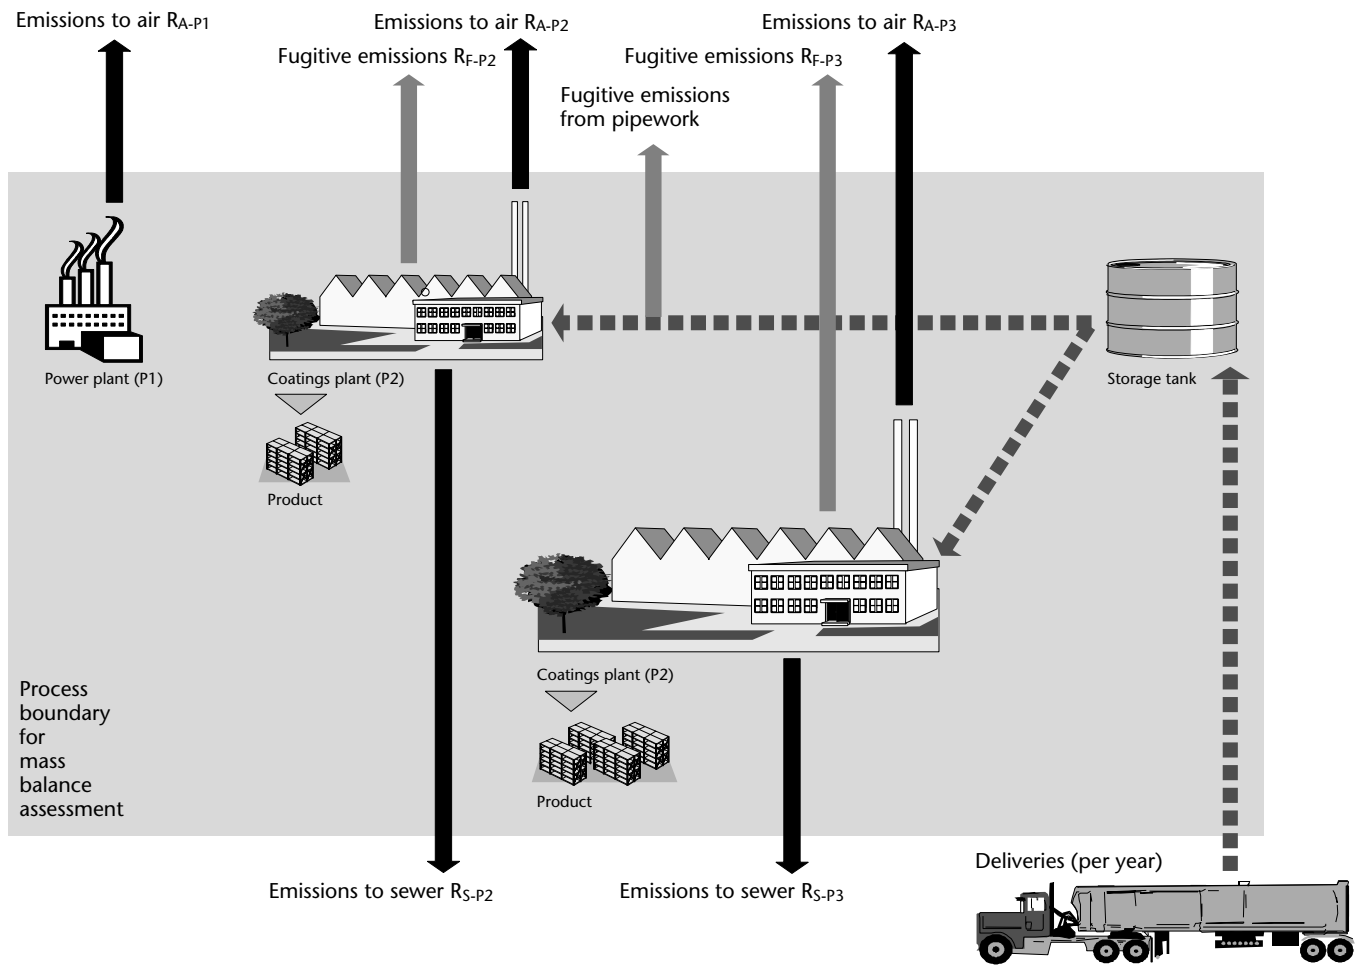 Emissions to air RA-P1
Emissions to air RA-P2
Emissions to air RA-P3
Fugitive emissions RF-P2
Fugitive emissions RF-P3
Fugitive emissions
from pipework
Power plant (P1)
Coatings plant (P2)
Storage tank
Product
Coatings plant (P2)
Product
Process
boundary
for
mass
balance
assessment
Deliveries (per year)
Emissions to sewer RS-P2
Emissions to sewer RS-P3